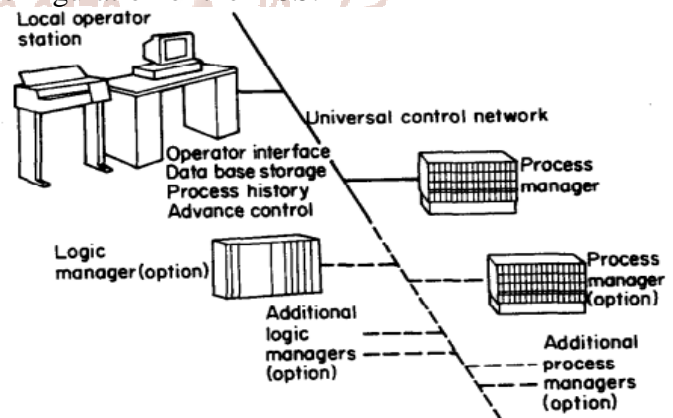 Local operator
station
Universal control network
Operator interface
Data base storage
Process history
Advance control
Process
manager
Logic
manager (option)
Process
manager
(option)
Additional
logic
managers
(option)
Additional
process
managers
(option)